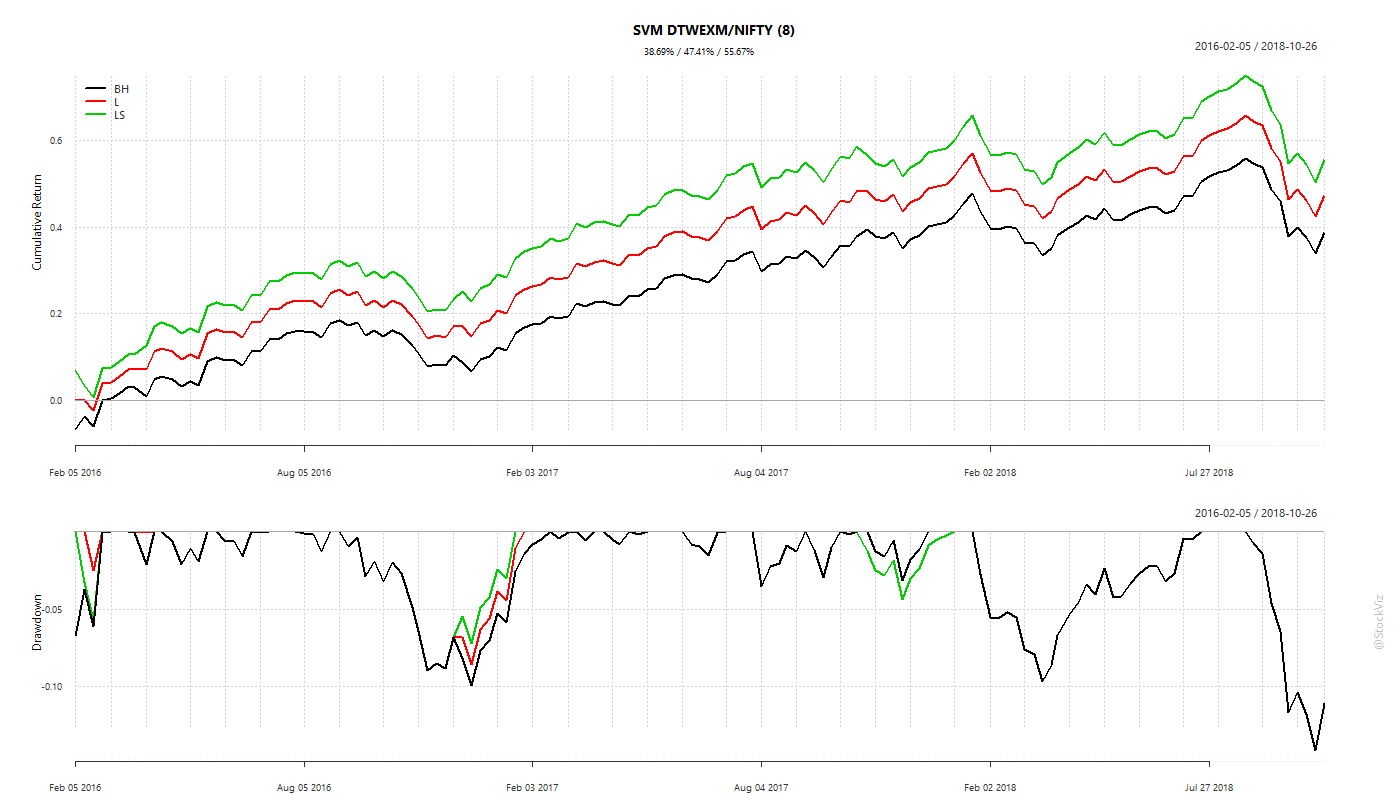 SVM DTWEXM/NIFTY (8)
38.69% / 47.41% / 55.67%
2016-02-05 / 2018-10-26
BH
L
LS
Cumulative Return
0.6
0.4
0.2
0.0
Feb 05 2016 Aug 05 2016 Feb 03 2017 Aug 04 2017 Feb 02 2018 Jul 27 2018
2016-02-05 / 2018-10-26
Drawdown
-0.05
-0.10
Feb 05 2016 Aug 05 2016 Feb 03 2017 Aug 04 2017 Feb 02 2018 Jul 27 2018
@StockViz